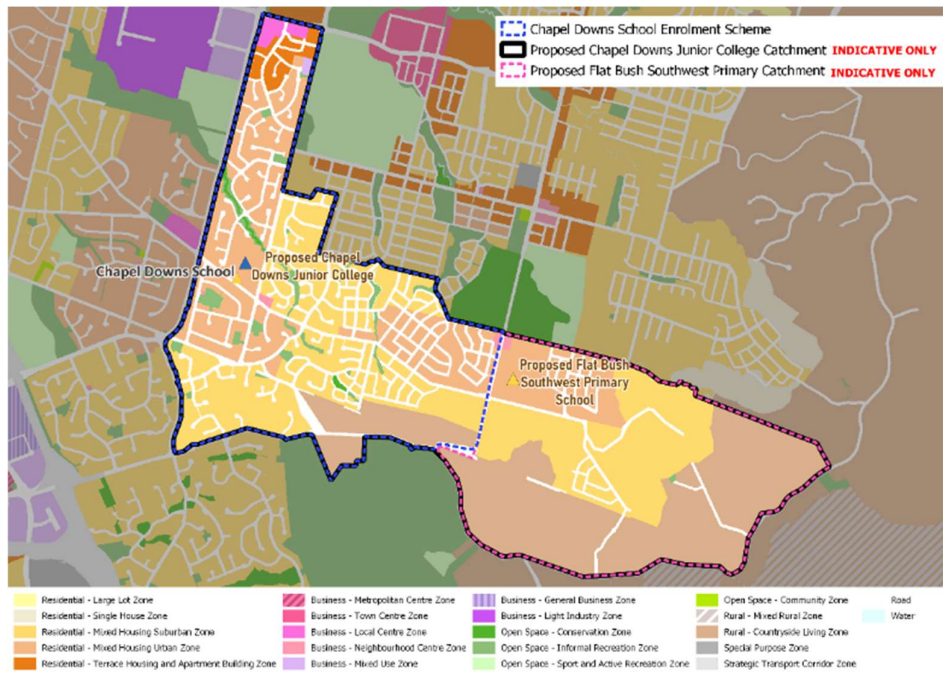 Chapel Downs School Enrolment Scheme
Proposed Chapel Downs Junior College Catchment INDICATIVE ONLY
Proposed Flat Bush Southwest Primary Catchment INDICATIVE ONLY
Chapel Downs School
Proposed Chapel
Downs Junior College
Proposed Flat Bush
Southwest Primary
School
Residential - Large Lot Zone
Residential - Single House Zone
Residential - Mixed Housing Suburban Zone
Residential - Mixed Housing Urban Zone
Residential - Terrace Housing and Apartment Building Zone
Business - Metropolitan Centre Zone
Business - Town Centre Zone
Business - Local Centre Zone
Business - Neighbourhood Centre Zone
Business - Mixed Use Zone
Business - General Business Zone
Business - Light Industry Zone
Open Space - Conservation Zone
Open Space - Informal Recreation Zone
Open Space - Sport and Active Recreation Zone
Open Space - Community Zone
Rural - Mixed Rural Zone
Rural - Countryside Living Zone
Special Purpose Zone
Strategic Transport Corridor Zone
Road
Water